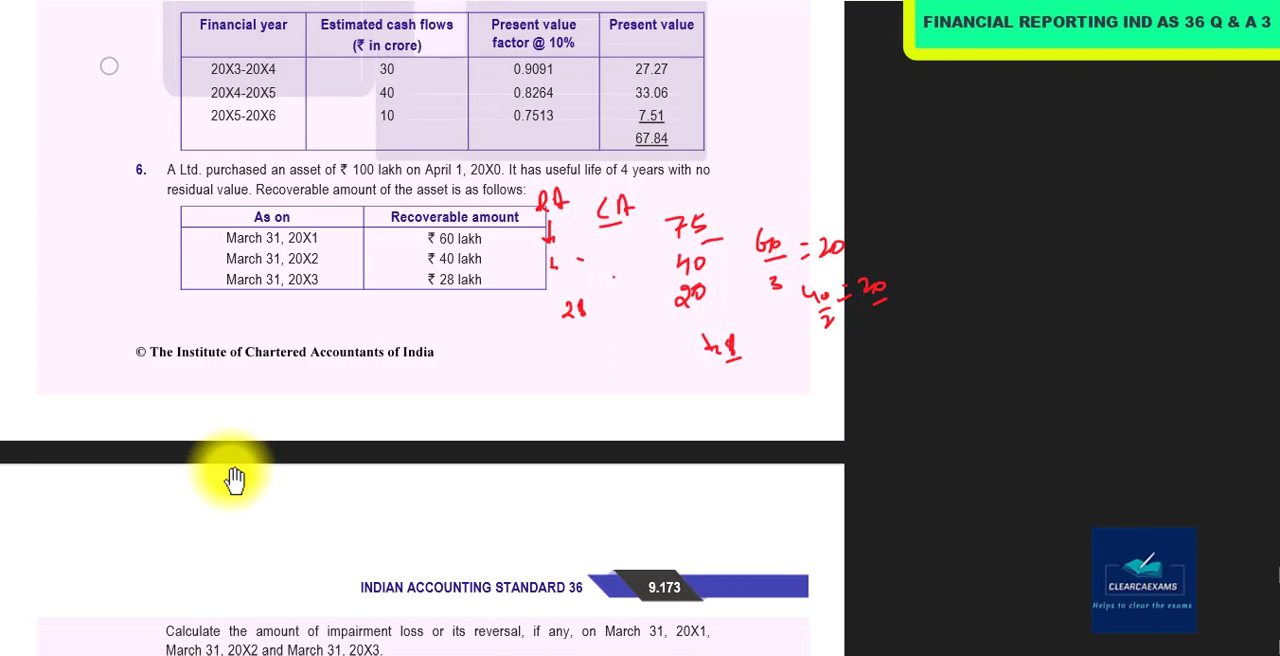 FINANCIAL REPORTING IND AS 36 Q & A 3
Financial year Estimated cash flows (₹ in crore) Present value factor @ 10% Present value
20X3-20X4 30 0.9091 27.27
20X4-20X5 40 0.8264 33.06
20X5-20X6 10 0.7513 7.51
67.84
6. A Ltd. purchased an asset of ₹ 100 lakh on April 1, 20X0. It has useful life of 4 years with no
residual value. Recoverable amount of the asset is as follows:
As on Recoverable amount
March 31, 20X1 ₹ 60 lakh
March 31, 20X2 ₹ 40 lakh
March 31, 20X3 ₹ 28 lakh
RA CA
75
60/3 = 20
40
40/2 = 20
28 20
© The Institute of Chartered Accountants of India
INDIAN ACCOUNTING STANDARD 36 9.173
Calculate the amount of impairment loss or its reversal, if any, on March 31, 20X1,
March 31, 20X2 and March 31, 20X3.
CLEARCAEXAMS
Helps to clear the exams